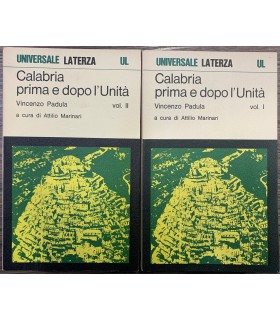 UNIVERSALE LATERZA UL
Calabria
prima e dopo l'Unità
Vincenzo Padula vol. II
a cura di Attilio Marinari
UNIVERSALE LATERZA UL
Calabria
prima e dopo l'Unità
Vincenzo Padula vol. I
a cura di Attilio Marinari